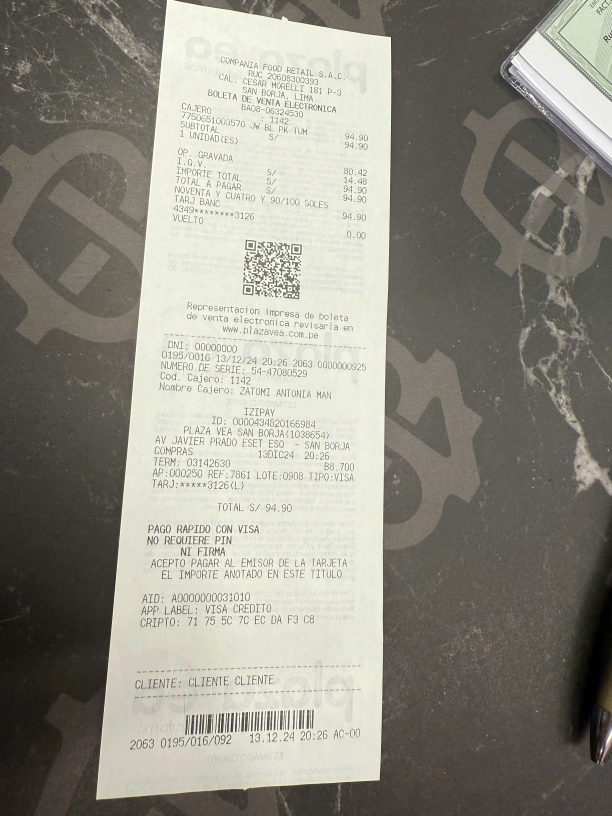 COMPANIA FOOD RETAIL S.A.C.
RUC 20608300393
CAL. CESAR MORELLI 181 P-3
SAN BORJA, LIMA
BOLETA DE VENTA ELECTRONICA
BA08-06324530
CAJERO : 1142
7750651003570 JW BL PK TUM 94.90
SUBTOTAL S/ 94.90
1 UNIDAD(ES)
OP. GRAVADA S/ 80.42
I.G.V. S/ 14.48
IMPORTE TOTAL S/ 94.90
TOTAL A PAGAR S/ 94.90
NOVENTA Y CUATRO Y 90/100 SOLES
TARJ BANC 94.90
4349********3126
VUELTO 0.00
Representacion impresa de boleta
de venta electronica revisarla en
www.plazavea.com.pe
DNI: 00000000
0195/0016 13/12/24 20:26 2063 0000000925
NUMERO DE SERIE: 54-47080529
Cod. Cajero: 1142
Nombre Cajero: ZATOMI ANTONIA MAN
IZIPAY
ID: 0000434820166984
PLAZA VEA SAN BORJA(1038654)
AV JAVIER PRADO ESET ESO - SAN BORJA
COMPRAS 13DIC24 20:26
TERM: 03142630 B8.700
AP:000250 REF:7861 LOTE:0908 TIPO:VISA
TARJ:*****3126(L)
TOTAL S/ 94.90
PAGO RAPIDO CON VISA
NO REQUIERE PIN
NI FIRMA
ACEPTO PAGAR AL EMISOR DE LA TARJETA
EL IMPORTE ANOTADO EN ESTE TITULO
AID: A0000000031010
APP LABEL: VISA CREDITO
CRIPTO: 71 75 5C 7C EC DA F3 C8
CLIENTE: CLIENTE CLIENTE
2063 0195/016/092 13.12.24 20:26 AC-00